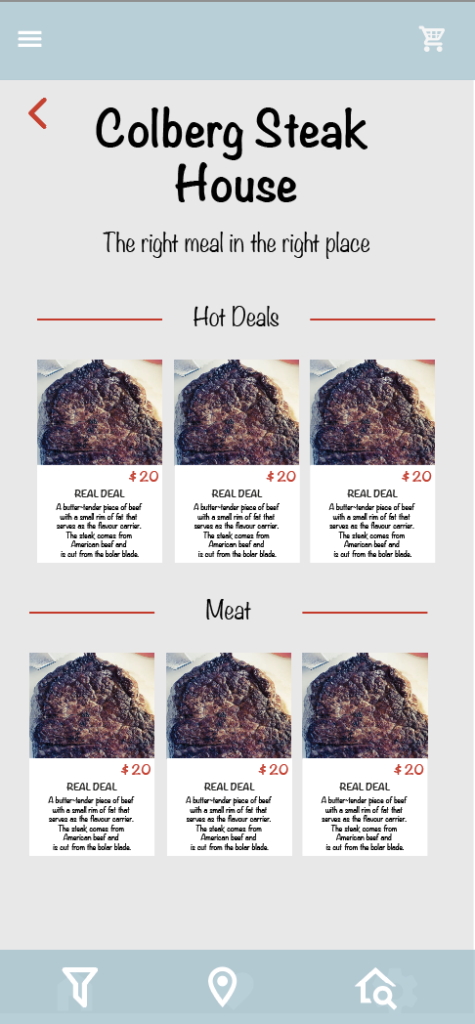 Colberg Steak
House
The right meal in the right place
Hot Deals
$ 20
REAL DEAL
A butter-tender piece of beef
with a small rim of fat that
serves as the flavour carrier.
The steak comes from
American beef and
is cut from the bolar blade.
$ 20
REAL DEAL
A butter-tender piece of beef
with a small rim of fat that
serves as the flavour carrier.
The steak comes from
American beef and
is cut from the bolar blade.
$ 20
REAL DEAL
A butter-tender piece of beef
with a small rim of fat that
serves as the flavour carrier.
The steak comes from
American beef and
is cut from the bolar blade.
Meat
$ 20
REAL DEAL
A butter-tender piece of beef
with a small rim of fat that
serves as the flavour carrier.
The steak comes from
American beef and
is cut from the bolar blade.
$ 20
REAL DEAL
A butter-tender piece of beef
with a small rim of fat that
serves as the flavour carrier.
The steak comes from
American beef and
is cut from the bolar blade.
$ 20
REAL DEAL
A butter-tender piece of beef
with a small rim of fat that
serves as the flavour carrier.
The steak comes from
American beef and
is cut from the bolar blade.